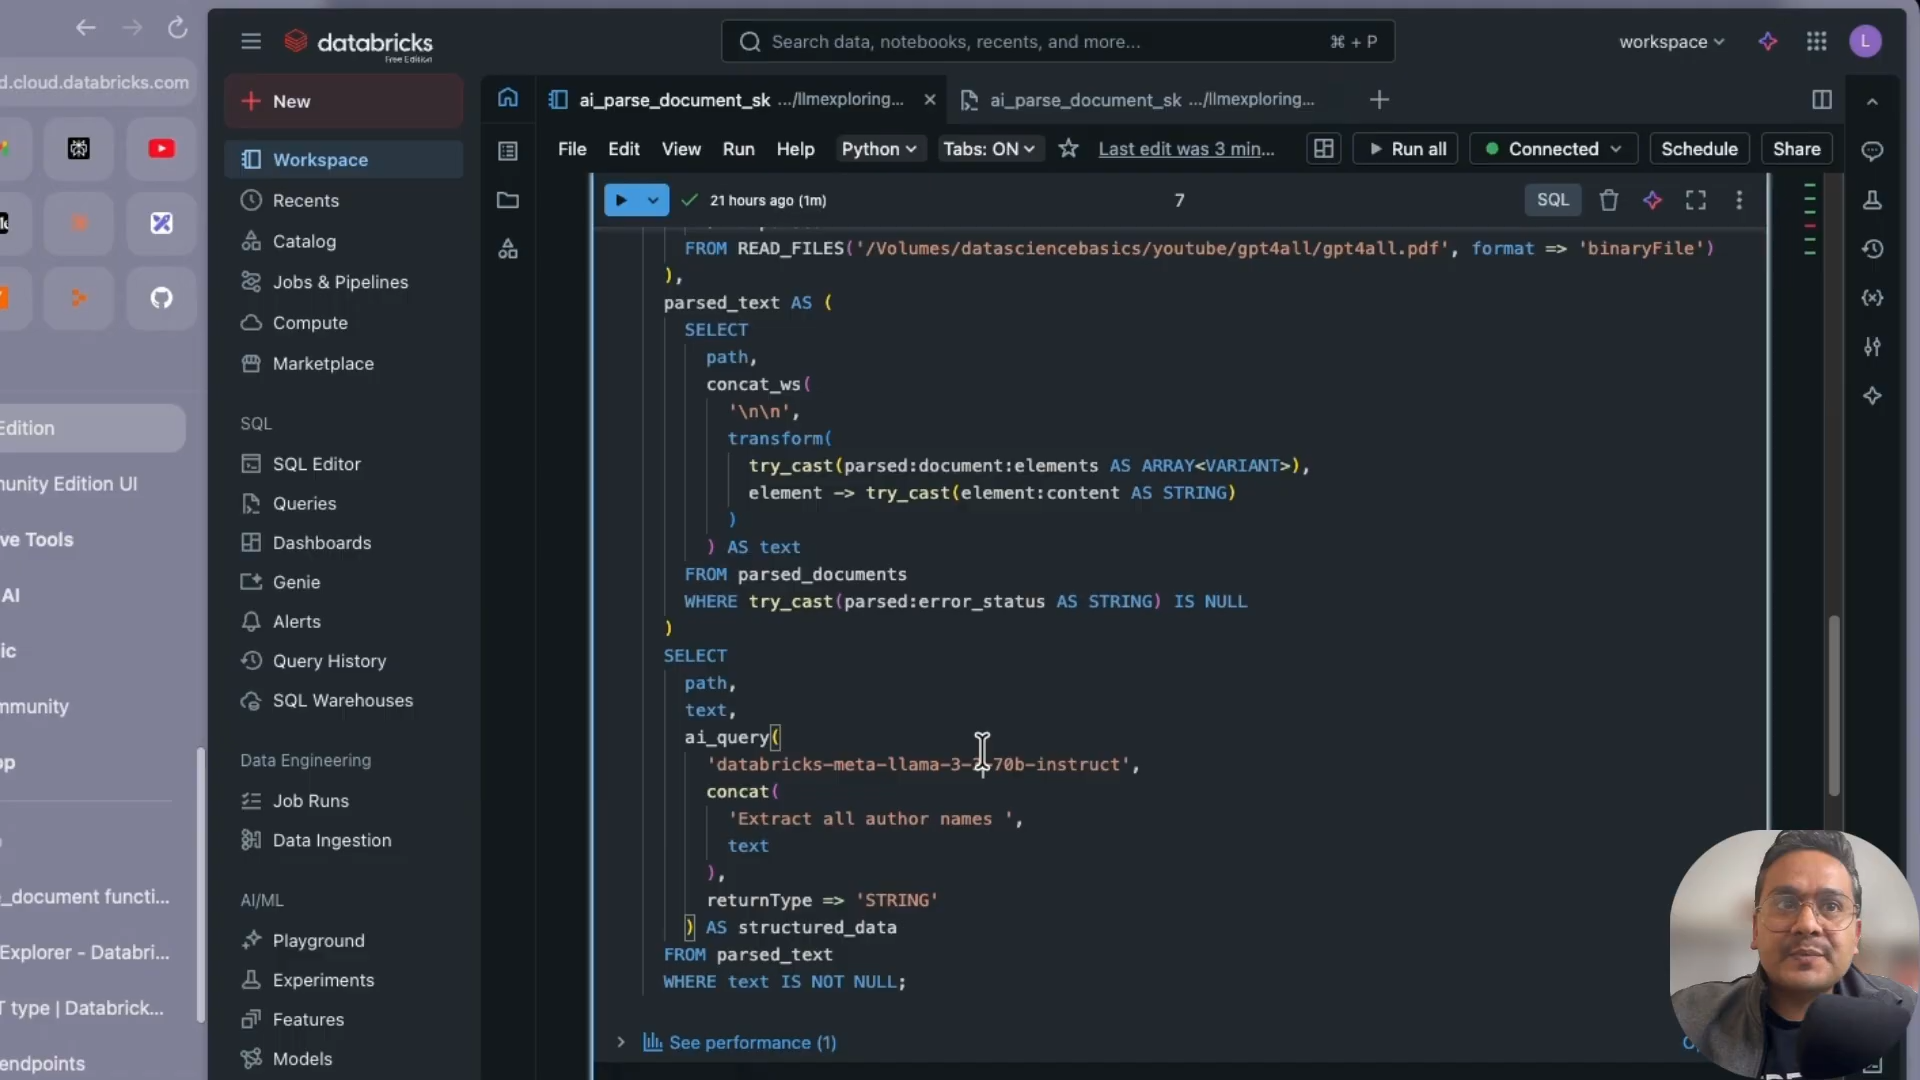 databricks
Free Edition
Search data, notebooks, recents, and more...
⌘ + P
workspace
L
d.cloud.databricks.com
New
ai_parse_document_sk .../llmexploring...
ai_parse_document_sk .../llmexploring...
File
Edit
View
Run
Help
Python
Tabs: ON
Last edit was 3 min...
Run all
Connected
Schedule
Share
Workspace
Recents
Catalog
Jobs & Pipelines
Compute
Marketplace
SQL
SQL Editor
Queries
Dashboards
Genie
Alerts
Query History
SQL Warehouses
Data Engineering
Job Runs
Data Ingestion
AI/ML
Playground
Experiments
Features
Models
Edition
unity Edition UI
ve Tools
AI
ic
mmunity
op
e_document functi...
Explorer - Databri...
T type | Databrick...
endpoints
21 hours ago (1m)
7
SQL
FROM READ_FILES('/Volumes/datasciencebasics/youtube/gpt4all/gpt4all.pdf', format => 'binaryFile')
),
parsed_text AS (
SELECT
path,
concat_ws(
'\n\n',
transform(
try_cast(parsed:document:elements AS ARRAY<VARIANT>),
element -> try_cast(element:content AS STRING)
)
) AS text
FROM parsed_documents
WHERE try_cast(parsed:error_status AS STRING) IS NULL
)
SELECT
path,
text,
ai_query(
'databricks-meta-llama-3-3-70b-instruct',
concat(
'Extract all author names ',
text
),
returnType => 'STRING'
) AS structured_data
FROM parsed_text
WHERE text IS NOT NULL;
See performance (1)